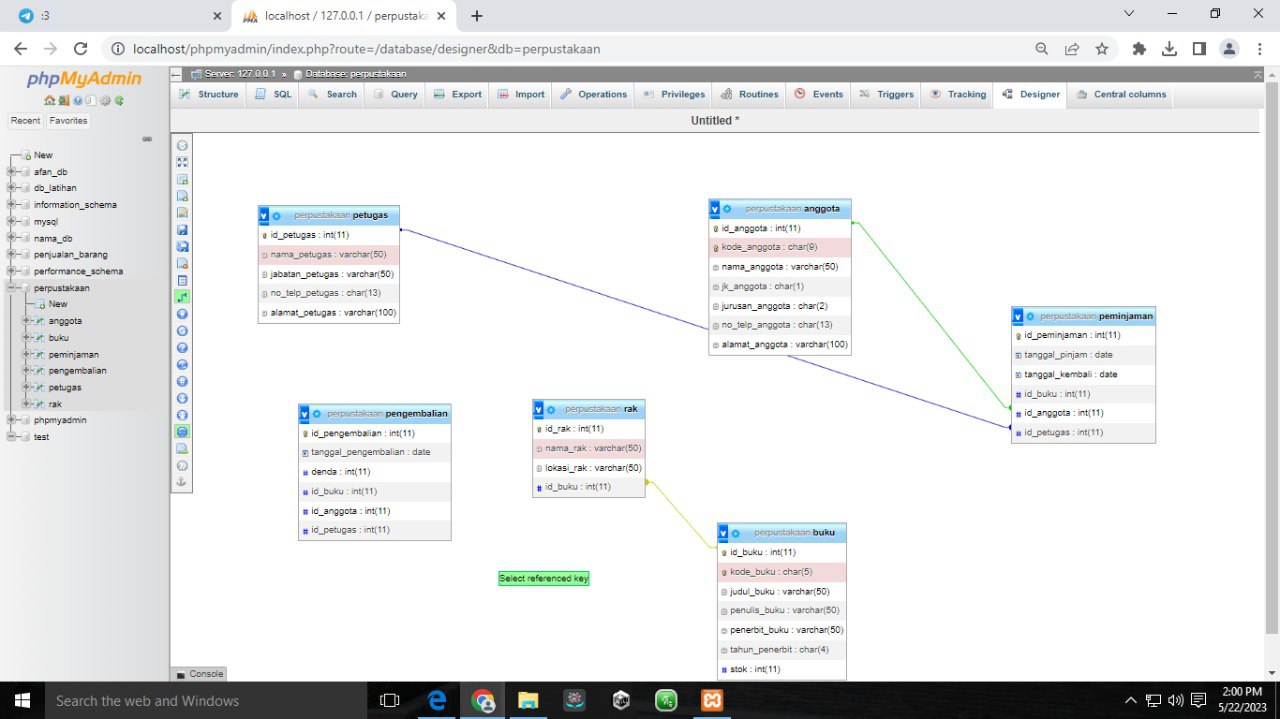 :3
localhost / 127.0.0.1 / perpustaka
localhost/phpmyadmin/index.php?route=/database/designer&db=perpustakaan
phpMyAdmin
Recent
Favorites
New
afan_db
db_latihan
information_schema
mysql
nama_db
penjualan_barang
performance_schema
perpustakaan
New
anggota
buku
peminjaman
pengembalian
petugas
rak
phpmyadmin
test
Server: 127.0.0.1 » Database: perpustakaan
Structure
SQL
Search
Query
Export
Import
Operations
Privileges
Routines
Events
Triggers
Tracking
Designer
Central columns
Untitled *
perpustakaan petugas
id_petugas : int(11)
nama_petugas : varchar(50)
jabatan_petugas : varchar(50)
no_telp_petugas : char(13)
alamat_petugas : varchar(100)
perpustakaan anggota
id_anggota : int(11)
kode_anggota : char(9)
nama_anggota : varchar(50)
jk_anggota : char(1)
jurusan_anggota : char(2)
no_telp_anggota : char(13)
alamat_anggota : varchar(100)
perpustakaan peminjaman
id_peminjaman : int(11)
tanggal_pinjam : date
tanggal_kembali : date
id_buku : int(11)
id_anggota : int(11)
id_petugas : int(11)
perpustakaan pengembalian
id_pengembalian : int(11)
tanggal_pengembalian : date
denda : int(11)
id_buku : int(11)
id_anggota : int(11)
id_petugas : int(11)
perpustakaan rak
id_rak : int(11)
nama_rak : varchar(50)
lokasi_rak : varchar(50)
id_buku : int(11)
perpustakaan buku
id_buku : int(11)
kode_buku : char(5)
judul_buku : varchar(50)
penulis_buku : varchar(50)
penerbit_buku : varchar(50)
tahun_penerbit : char(4)
stok : int(11)
Select referenced key
Console
Search the web and Windows
2:00 PM
5/22/2023